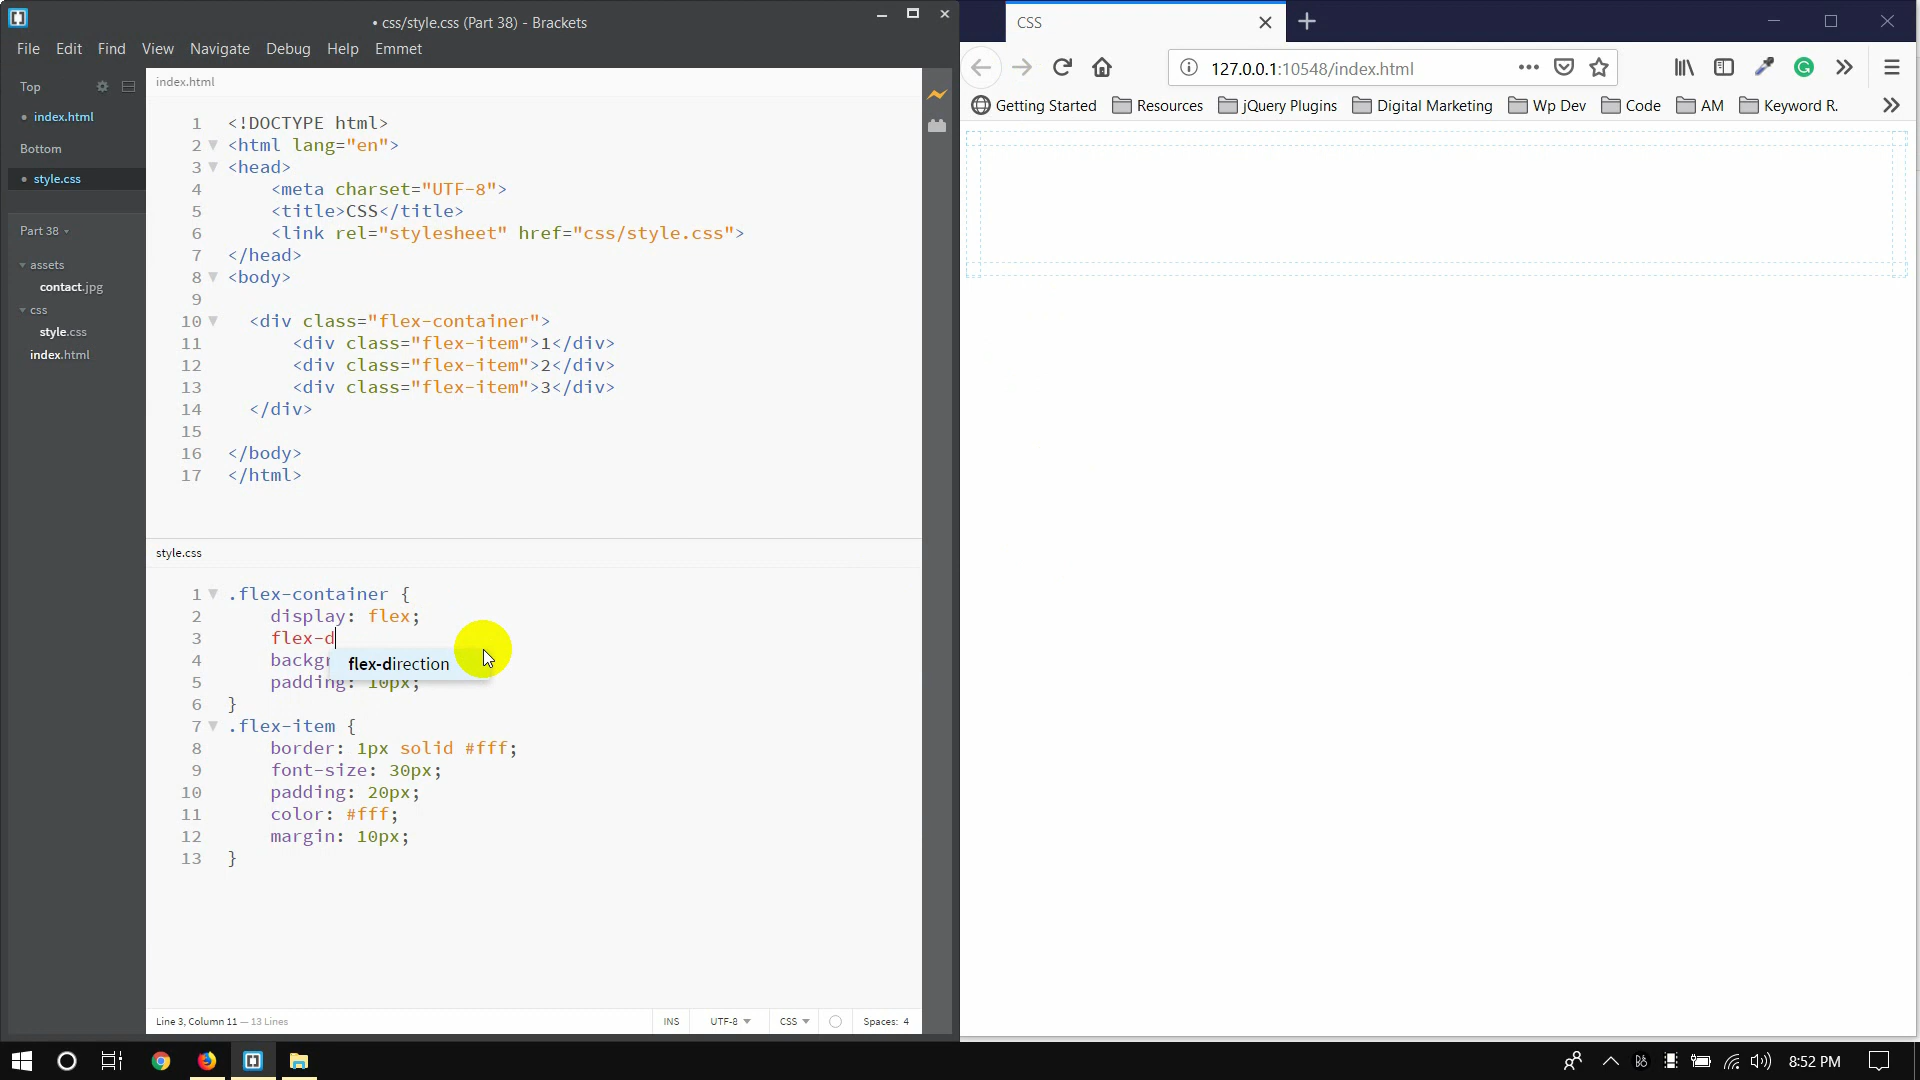 • css/style.css (Part 38) - Brackets
File Edit Find View Navigate Debug Help Emmet
Top
• index.html
Bottom
• style.css
Part 38
assets
contact.jpg
css
style.css
index.html
index.html
1 <!DOCTYPE html>
2 <html lang="en">
3 <head>
4 <meta charset="UTF-8">
5 <title>CSS</title>
6 <link rel="stylesheet" href="css/style.css">
7 </head>
8 <body>
9
10 <div class="flex-container">
11 <div class="flex-item">1</div>
12 <div class="flex-item">2</div>
13 <div class="flex-item">3</div>
14 </div>
15
16 </body>
17 </html>
style.css
1 .flex-container {
2 display: flex;
3 flex-d
flex-direction
4 backgr
5 padding: 10px;
6 }
7 .flex-item {
8 border: 1px solid #fff;
9 font-size: 30px;
10 padding: 20px;
11 color: #fff;
12 margin: 10px;
13 }
Line 3, Column 11 — 13 Lines
INS UTF-8 CSS Spaces: 4
CSS
127.0.0.1:10548/index.html
Getting Started Resources jQuery Plugins Digital Marketing Wp Dev Code AM Keyword R.
8:52 PM